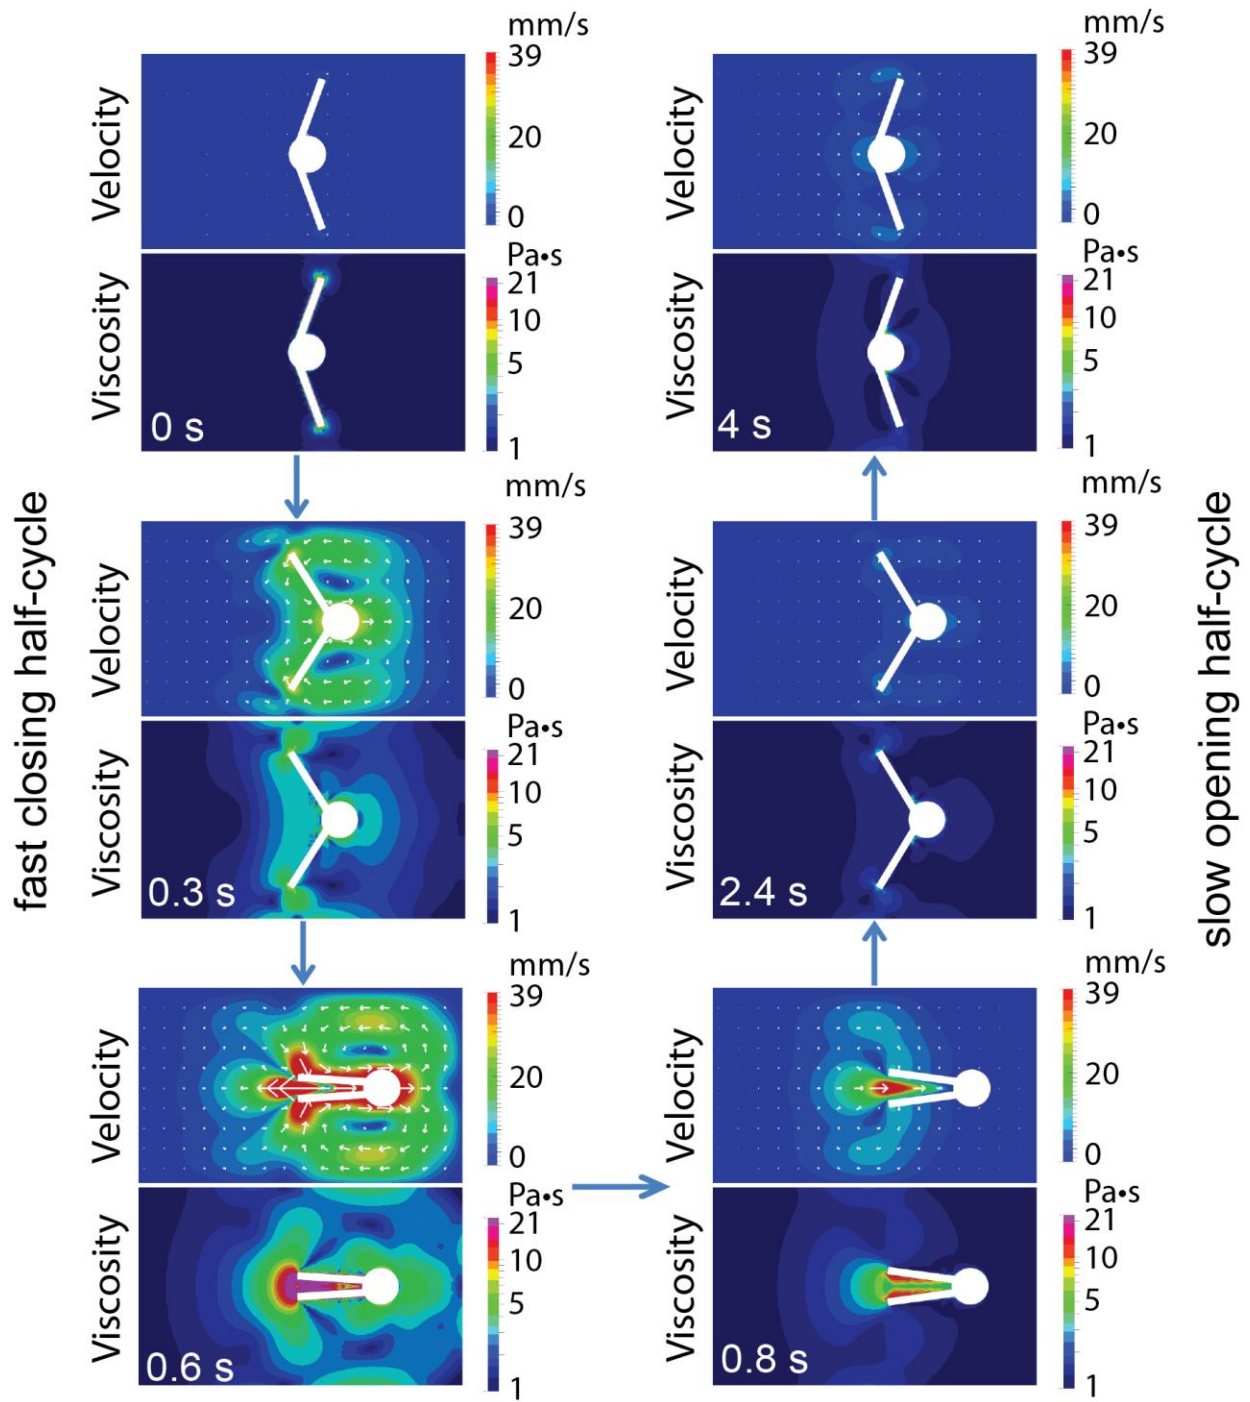 mm/s
39
20
0
Velocity
Pa•s
21
10
5
1
Viscosity
0 s
mm/s
39
20
0
Velocity
Pa•s
21
10
5
1
Viscosity
4 s
fast closing half-cycle
mm/s
39
20
0
Velocity
Pa•s
21
10
5
1
Viscosity
0.3 s
mm/s
39
20
0
Velocity
Pa•s
21
10
5
1
Viscosity
2.4 s
slow opening half-cycle
mm/s
39
20
0
Velocity
Pa•s
21
10
5
1
Viscosity
0.6 s
mm/s
39
20
0
Velocity
Pa•s
21
10
5
1
Viscosity
0.8 s